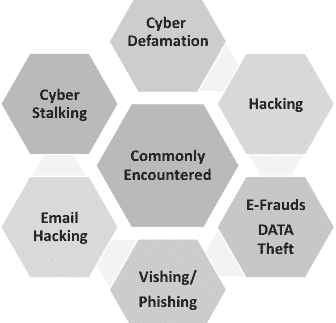 Cyber
Defamation
Hacking
E-Frauds
DATA
Theft
Vishing/
Phishing
Email
Hacking
Cyber
Stalking
Commonly
Encountered